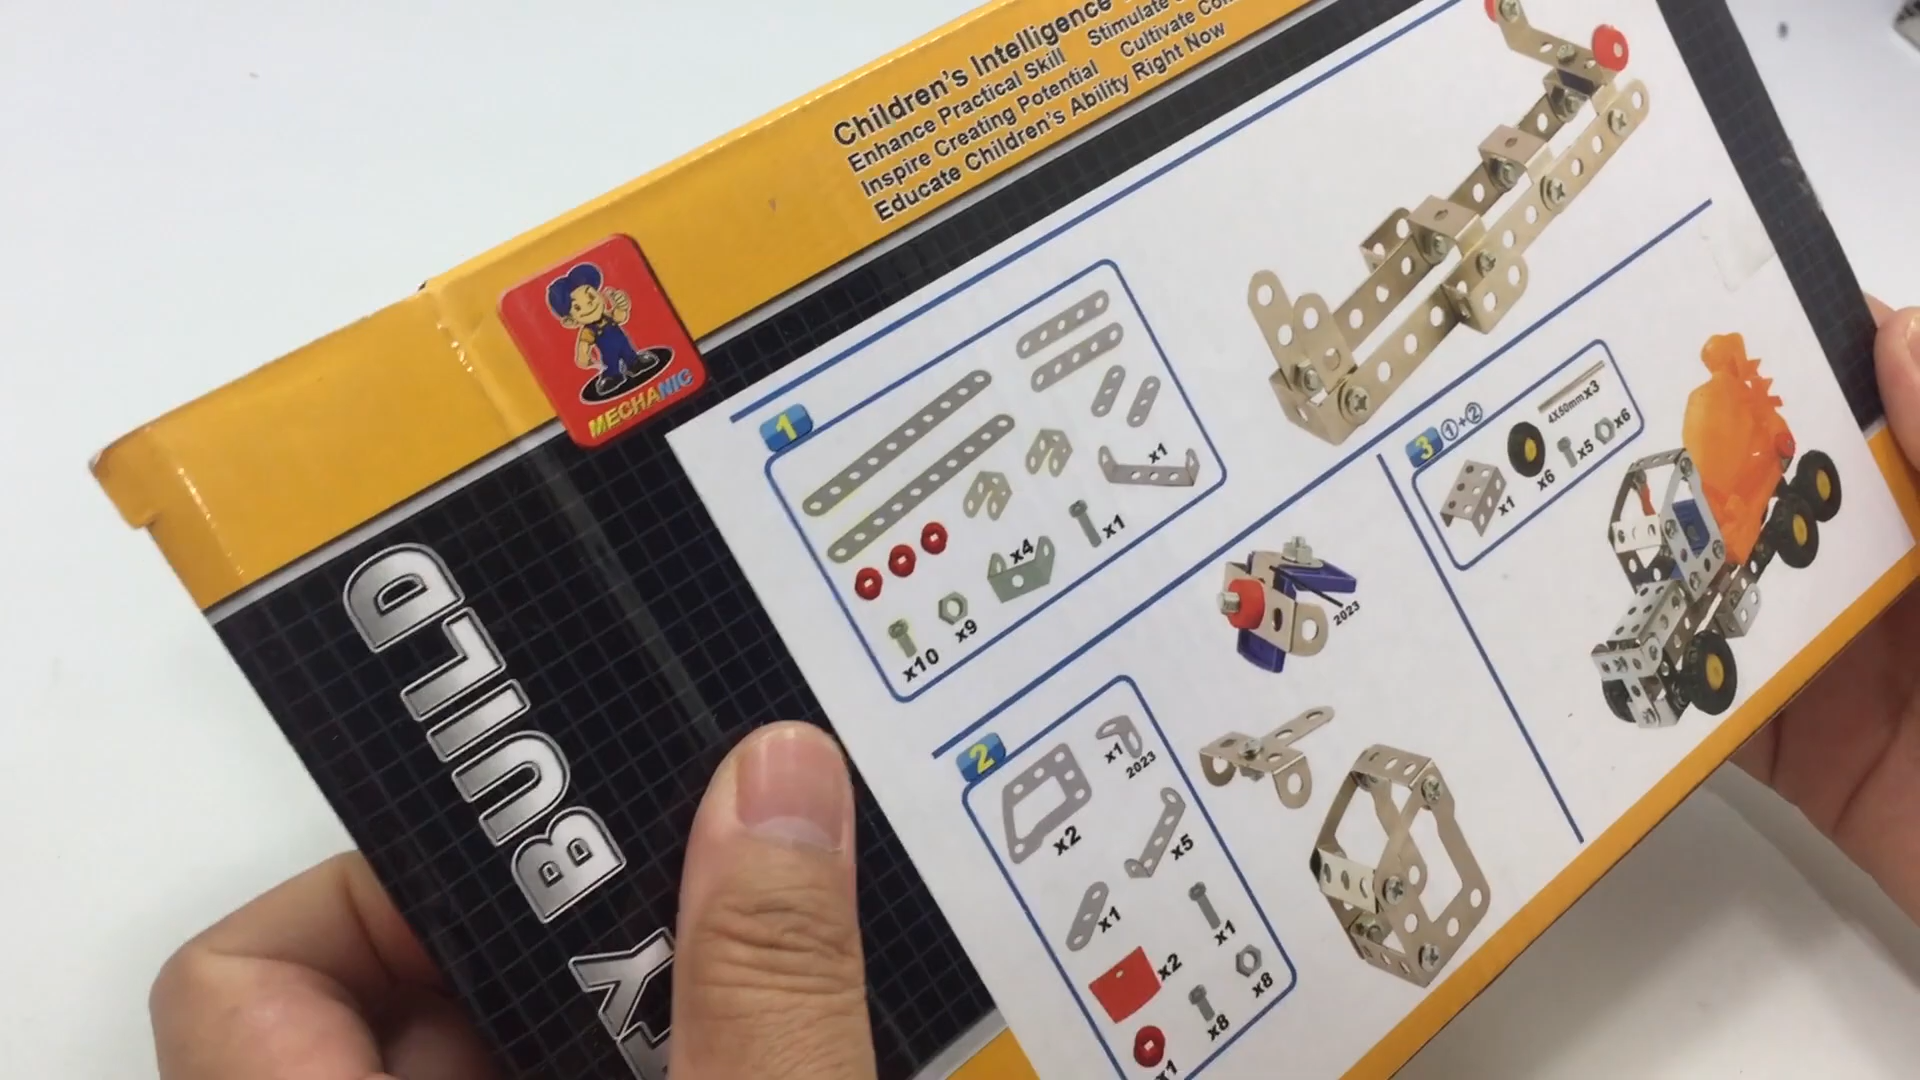 Children's Intelligence
Enhance Practical Skill Stimulate
Inspire Creating Potential Cultivate
Educate Children's Ability Right Now
MECHANIC
BUILD
1
x1
x4
x1
x9
x10
2
x1
2023
x2
x5
x1
x1
x2
x8
x8
x1
2023
3 ①+②
4X50mmx3
x6
x5
x6
x1